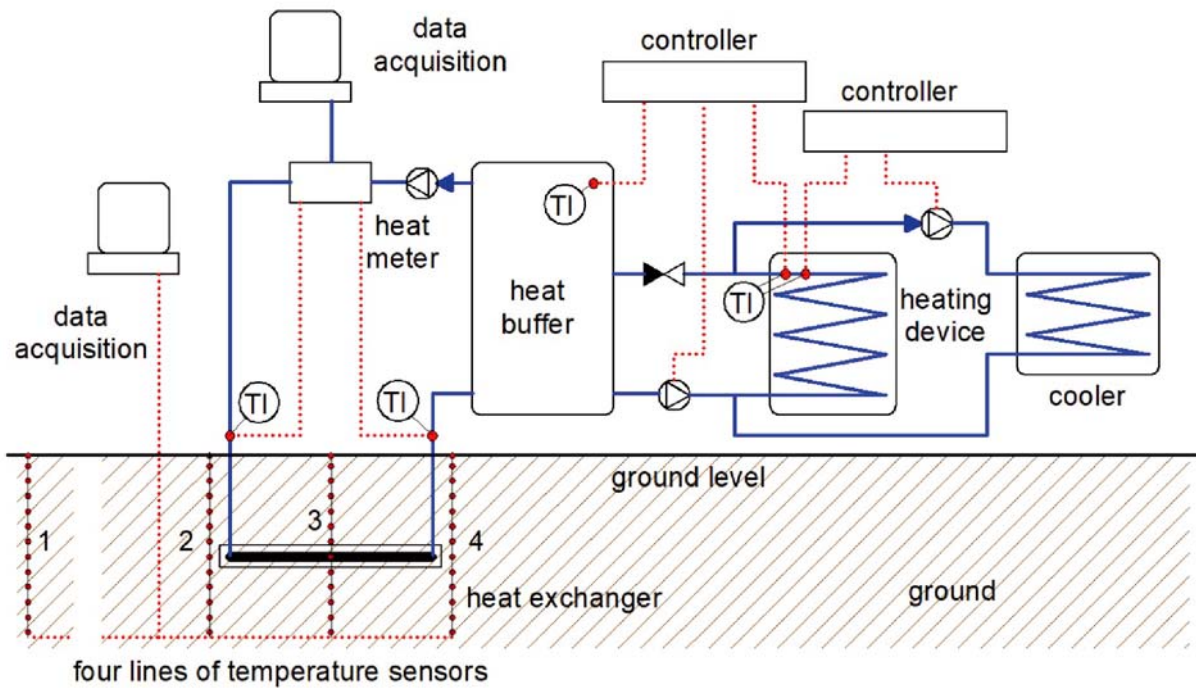 data
acquisition
controller
controller
TI
heat
meter
data
acquisition
heat
buffer
TI
heating
device
cooler
TI
TI
ground level
1
2
3
4
heat exchanger
ground
four lines of temperature sensors